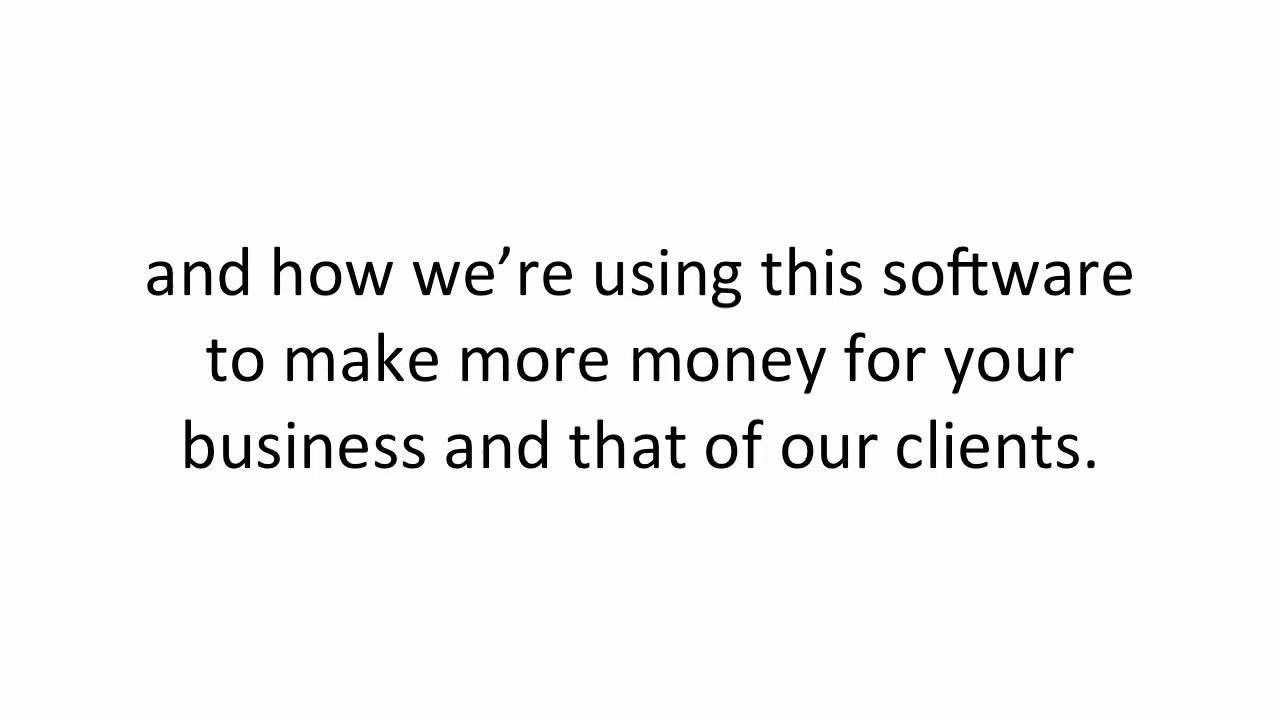 and how we’re using this software
to make more money for your
business and that of our clients.